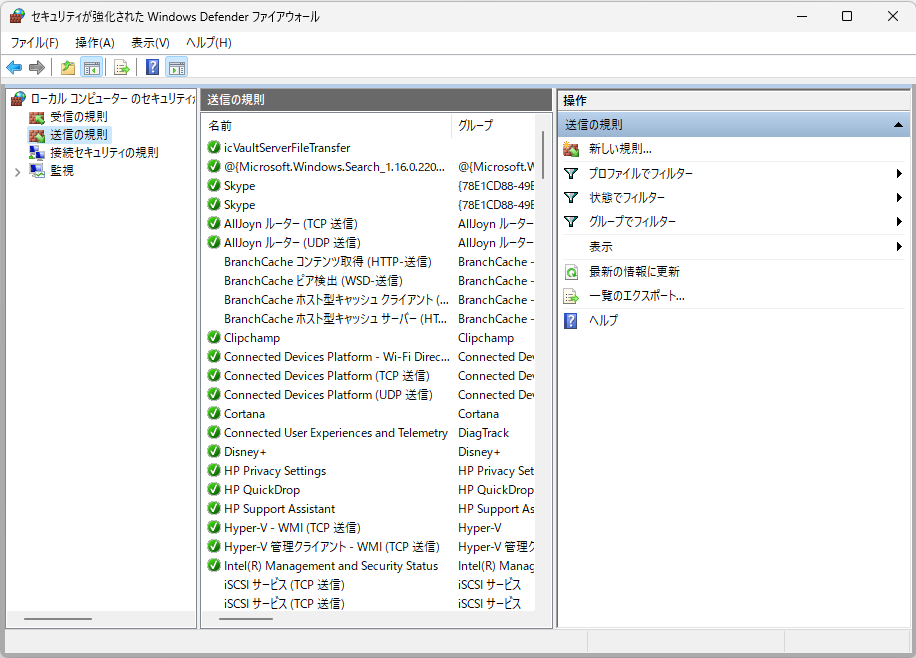 セキュリティが強化された Windows Defender ファイアウォール
ファイル(F) 操作(A) 表示(V) ヘルプ(H)
ローカル コンピューター のセキュリティ
受信の規則
送信の規則
接続セキュリティの規則
監視
送信の規則
名前 グループ
icVaultServerFileTransfer
@{Microsoft.Windows.Search_1.16.0.220... @{Microsoft.W
Skype {78E1CD88-49E
Skype {78E1CD88-49E
AllJoyn ルーター (TCP 送信) AllJoyn ルーター
AllJoyn ルーター (UDP 送信) AllJoyn ルーター
BranchCache コンテンツ取得 (HTTP-送信) BranchCache -
BranchCache ピア検出 (WSD-送信) BranchCache -
BranchCache ホスト型キャッシュ クライアント (... BranchCache -
BranchCache ホスト型キャッシュ サーバー (HT... BranchCache -
Clipchamp Clipchamp
Connected Devices Platform - Wi-Fi Direc... Connected Dev
Connected Devices Platform (TCP 送信) Connected Dev
Connected Devices Platform (UDP 送信) Connected Dev
Cortana Cortana
Connected User Experiences and Telemetry DiagTrack
Disney+ Disney+
HP Privacy Settings HP Privacy Set
HP QuickDrop HP QuickDrop
HP Support Assistant HP Support As
Hyper-V - WMI (TCP 送信) Hyper-V
Hyper-V 管理クライアント - WMI (TCP 送信) Hyper-V 管理ク
Intel(R) Management and Security Status Intel(R) Manag
iSCSI サービス (TCP 送信) iSCSI サービス
iSCSI サービス (TCP 送信) iSCSI サービス
操作
送信の規則
新しい規則...
プロファイルでフィルター
状態でフィルター
グループでフィルター
表示
最新の情報に更新
一覧のエクスポート...
ヘルプ